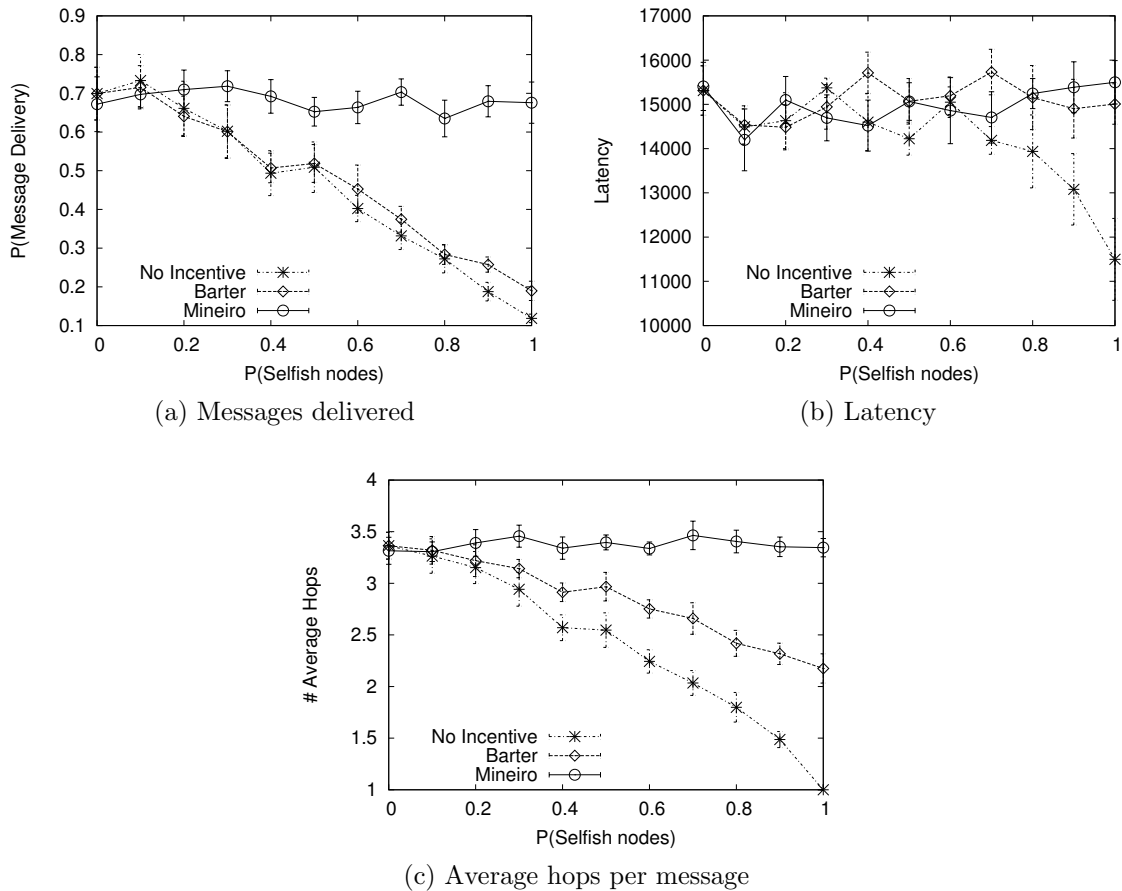 0.9
0.8
0.7
0.6
0.5
0.4
0.3
0.2
0.1
P(Message Delivery)
No Incentive
Barter
Mineiro
0 0.2 0.4 0.6 0.8 1
P(Selfish nodes)
(a) Messages delivered
17000
16000
15000
14000
13000
12000
11000
10000
Latency
No Incentive
Barter
Mineiro
0 0.2 0.4 0.6 0.8 1
P(Selfish nodes)
(b) Latency
4
3.5
3
2.5
2
1.5
1
# Average Hops
No Incentive
Barter
Mineiro
0 0.2 0.4 0.6 0.8 1
P(Selfish nodes)
(c) Average hops per message